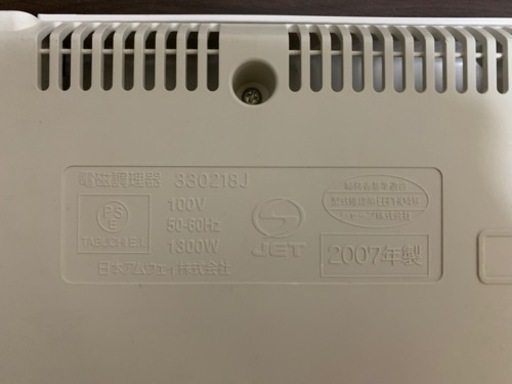 電磁調理器 330218J
PS
E
TABUCHI E.L.
100V
50-60Hz
1300W
日本アムウェイ株式会社
JET
2007年製